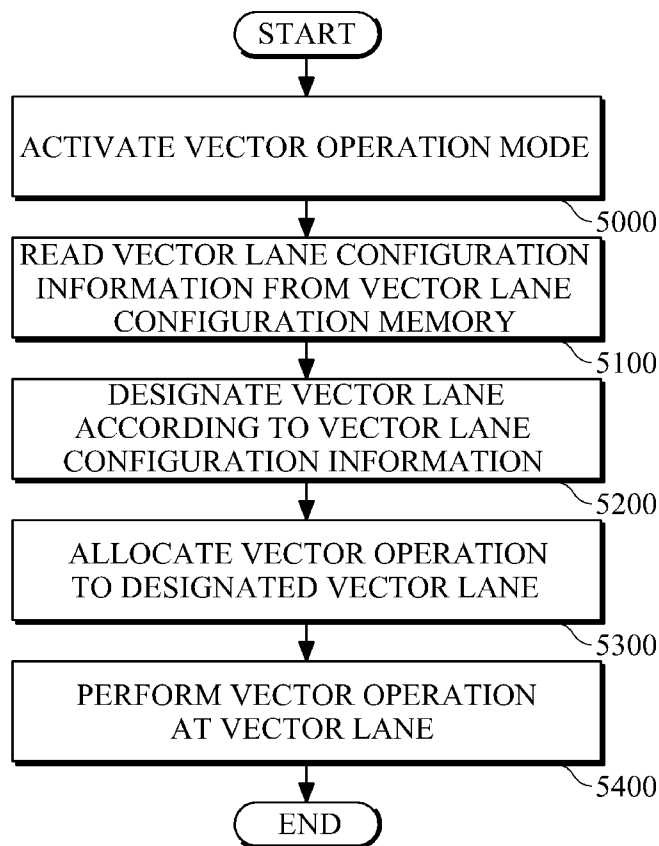 START
ACTIVATE VECTOR OPERATION MODE
5000
READ VECTOR LANE CONFIGURATION
INFORMATION FROM VECTOR LANE
CONFIGURATION MEMORY
5100
DESIGNATE VECTOR LANE
ACCORDING TO VECTOR LANE
CONFIGURATION INFORMATION
5200
ALLOCATE VECTOR OPERATION
TO DESIGNATED VECTOR LANE
5300
PERFORM VECTOR OPERATION
AT VECTOR LANE
5400
END